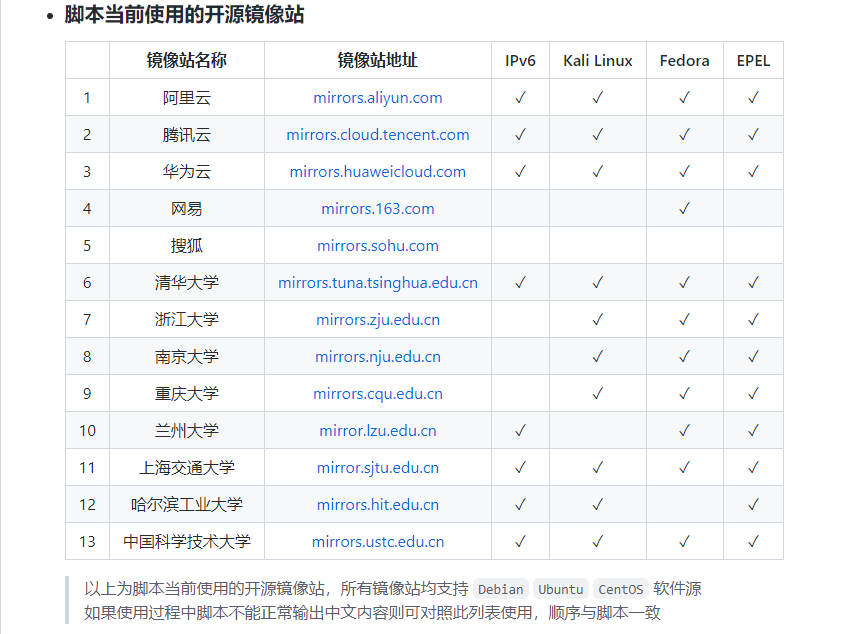 脚本当前使用的开源镜像站
镜像站名称 镜像站地址 IPv6 Kali Linux Fedora EPEL
1 阿里云 mirrors.aliyun.com ✓ ✓ ✓ ✓
2 腾讯云 mirrors.cloud.tencent.com ✓ ✓ ✓ ✓
3 华为云 mirrors.huaweicloud.com ✓ ✓ ✓ ✓
4 网易 mirrors.163.com ✓
5 搜狐 mirrors.sohu.com
6 清华大学 mirrors.tuna.tsinghua.edu.cn ✓ ✓ ✓ ✓
7 浙江大学 mirrors.zju.edu.cn ✓ ✓ ✓
8 南京大学 mirrors.nju.edu.cn ✓ ✓ ✓
9 重庆大学 mirrors.cqu.edu.cn ✓ ✓ ✓
10 兰州大学 mirror.lzu.edu.cn ✓ ✓ ✓
11 上海交通大学 mirror.sjtu.edu.cn ✓ ✓ ✓ ✓
12 哈尔滨工业大学 mirrors.hit.edu.cn ✓ ✓ ✓
13 中国科学技术大学 mirrors.ustc.edu.cn ✓ ✓ ✓ ✓
以上为脚本当前使用的开源镜像站，所有镜像站均支持 Debian Ubuntu CentOS 软件源
如果使用过程中脚本不能正常输出中文内容则可对照此列表使用，顺序与脚本一致